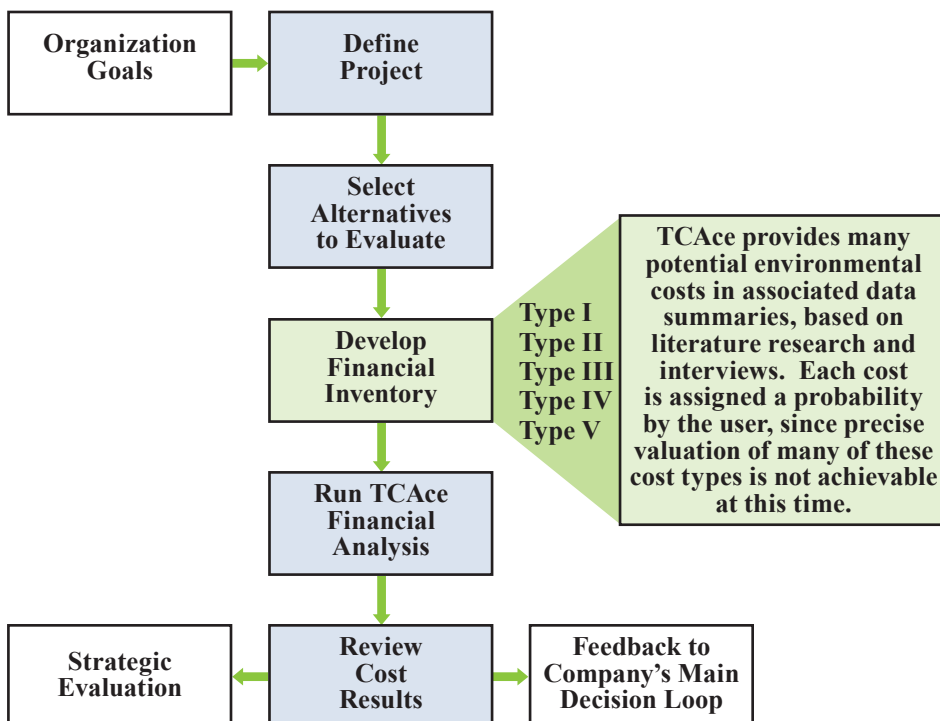 Organization
Goals
Define
Project
Select
Alternatives
to Evaluate
Develop
Financial
Inventory
Type I
Type II
Type III
Type IV
Type V
TCAce provides many
potential environmental
costs in associated data
summaries, based on
literature research and
interviews.  Each cost
is assigned a probability
by the user, since precise
valuation of many of these
cost types is not achievable
at this time.
Run TCAce
Financial
Analysis
Strategic
Evaluation
Review
Cost
Results
Feedback to
Company’s Main
Decision Loop